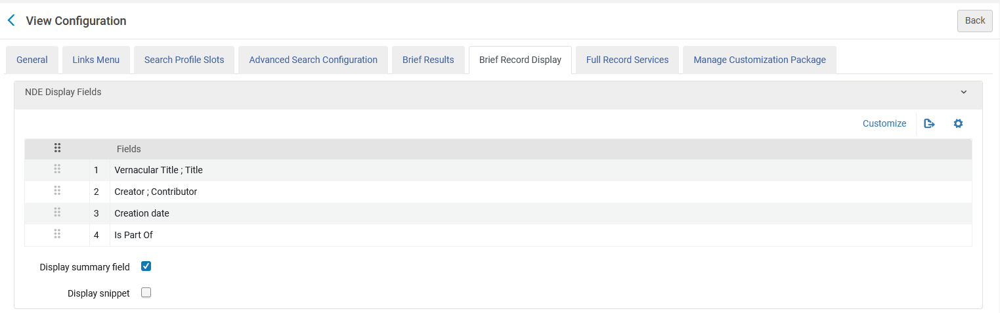 View Configuration
Back
General
Links Menu
Search Profile Slots
Advanced Search Configuration
Brief Results
Brief Record Display
Full Record Services
Manage Customization Package
NDE Display Fields
Customize
Fields
1 Vernacular Title ; Title
2 Creator ; Contributor
3 Creation date
4 Is Part Of
Display summary field
Display snippet